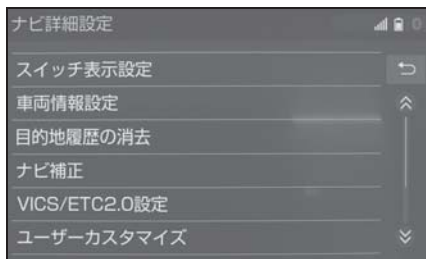 ナビ詳細設定
スイッチ表示設定
車両情報設定
目的地履歴の消去
ナビ補正
VICS/ETC2.0設定
ユーザーカスタマイズ